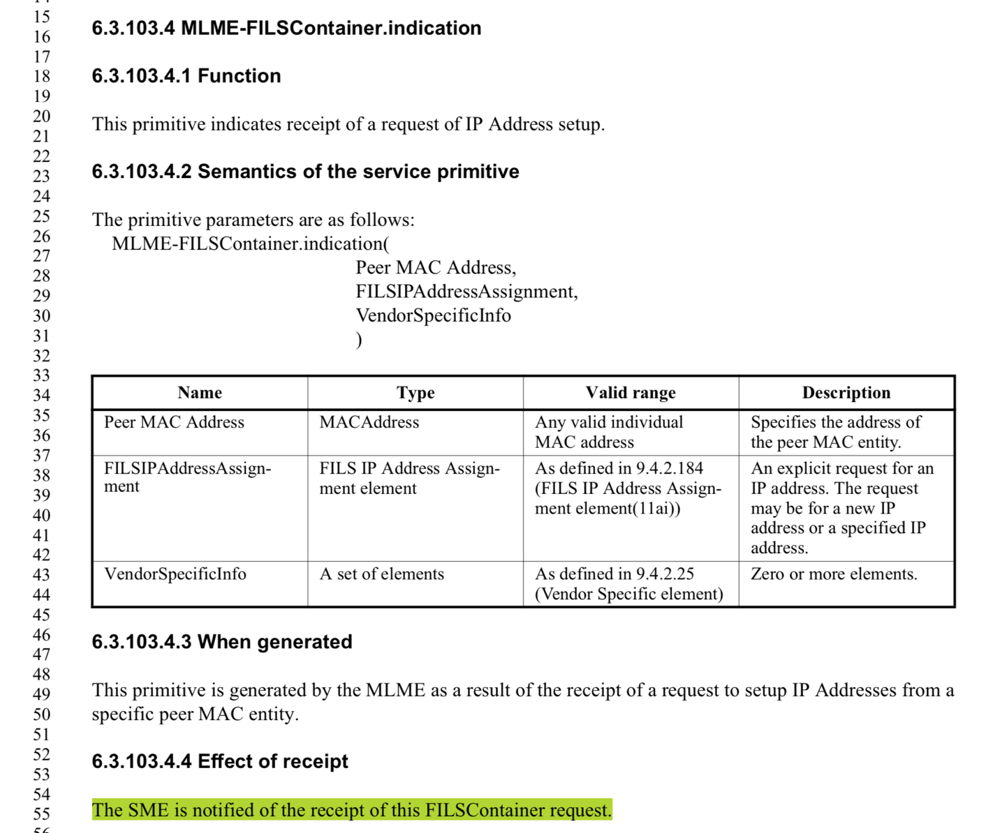 15
16
17
18
19
20
21
22
23
24
25
26
27
28
29
30
31
32
33
34
35
36
37
38
39
40
41
42
43
44
45
46
47
48
49
50
51
52
53
54
55
6.3.103.4 MLME-FILSContainer.indication
6.3.103.4.1 Function
This primitive indicates receipt of a request of IP Address setup.
6.3.103.4.2 Semantics of the service primitive
The primitive parameters are as follows:
MLME-FILSContainer.indication(
Peer MAC Address,
FILSIPAddressAssignment,
VendorSpecificInfo
)
Name Type Valid range Description
Peer MAC Address
MACAddress
Any valid individual
MAC address
Specifies the address of
the peer MAC entity.
FILSIPAddressAssign-
ment
FILS IP Address Assign-
ment element
As defined in 9.4.2.184
(FILS IP Address Assign-
ment element(11ai))
An explicit request for an
IP address. The request
may be for a new IP
address or a specified IP
address.
VendorSpecificInfo
A set of elements
As defined in 9.4.2.25
(Vendor Specific element)
Zero or more elements.
6.3.103.4.3 When generated
This primitive is generated by the MLME as a result of the receipt of a request to setup IP Addresses from a
specific peer MAC entity.
6.3.103.4.4 Effect of receipt
The SME is notified of the receipt of this FILSContainer request.